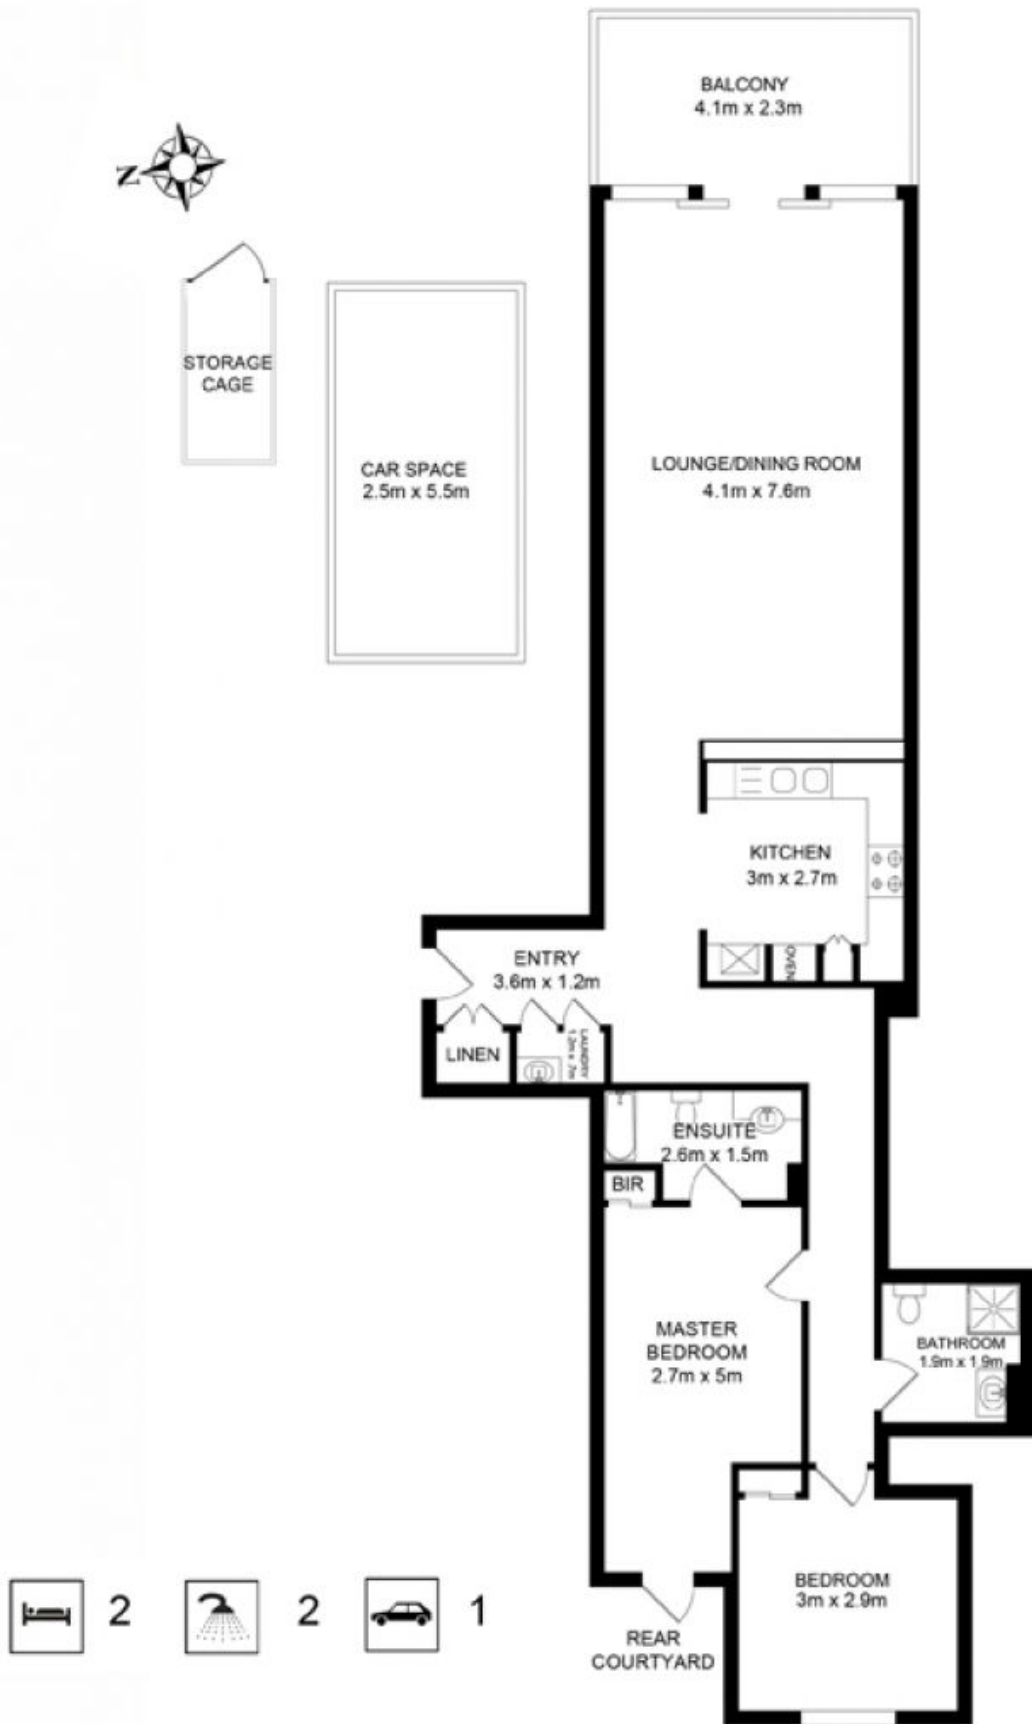 BALCONY
4.1m x 2.3m
N
STORAGE
CAGE
CAR SPACE
2.5m x 5.5m
LOUNGE/DINING ROOM
4.1m x 7.6m
KITCHEN
3m x 2.7m
OVEN
ENTRY
3.6m x 1.2m
LINEN
LAUNDRY
1.2m x .7m
ENSUITE
2.6m x 1.5m
BIR
MASTER
BEDROOM
2.7m x 5m
BATHROOM
1.9m x 1.9m
BEDROOM
3m x 2.9m
REAR
COURTYARD
2 2 1